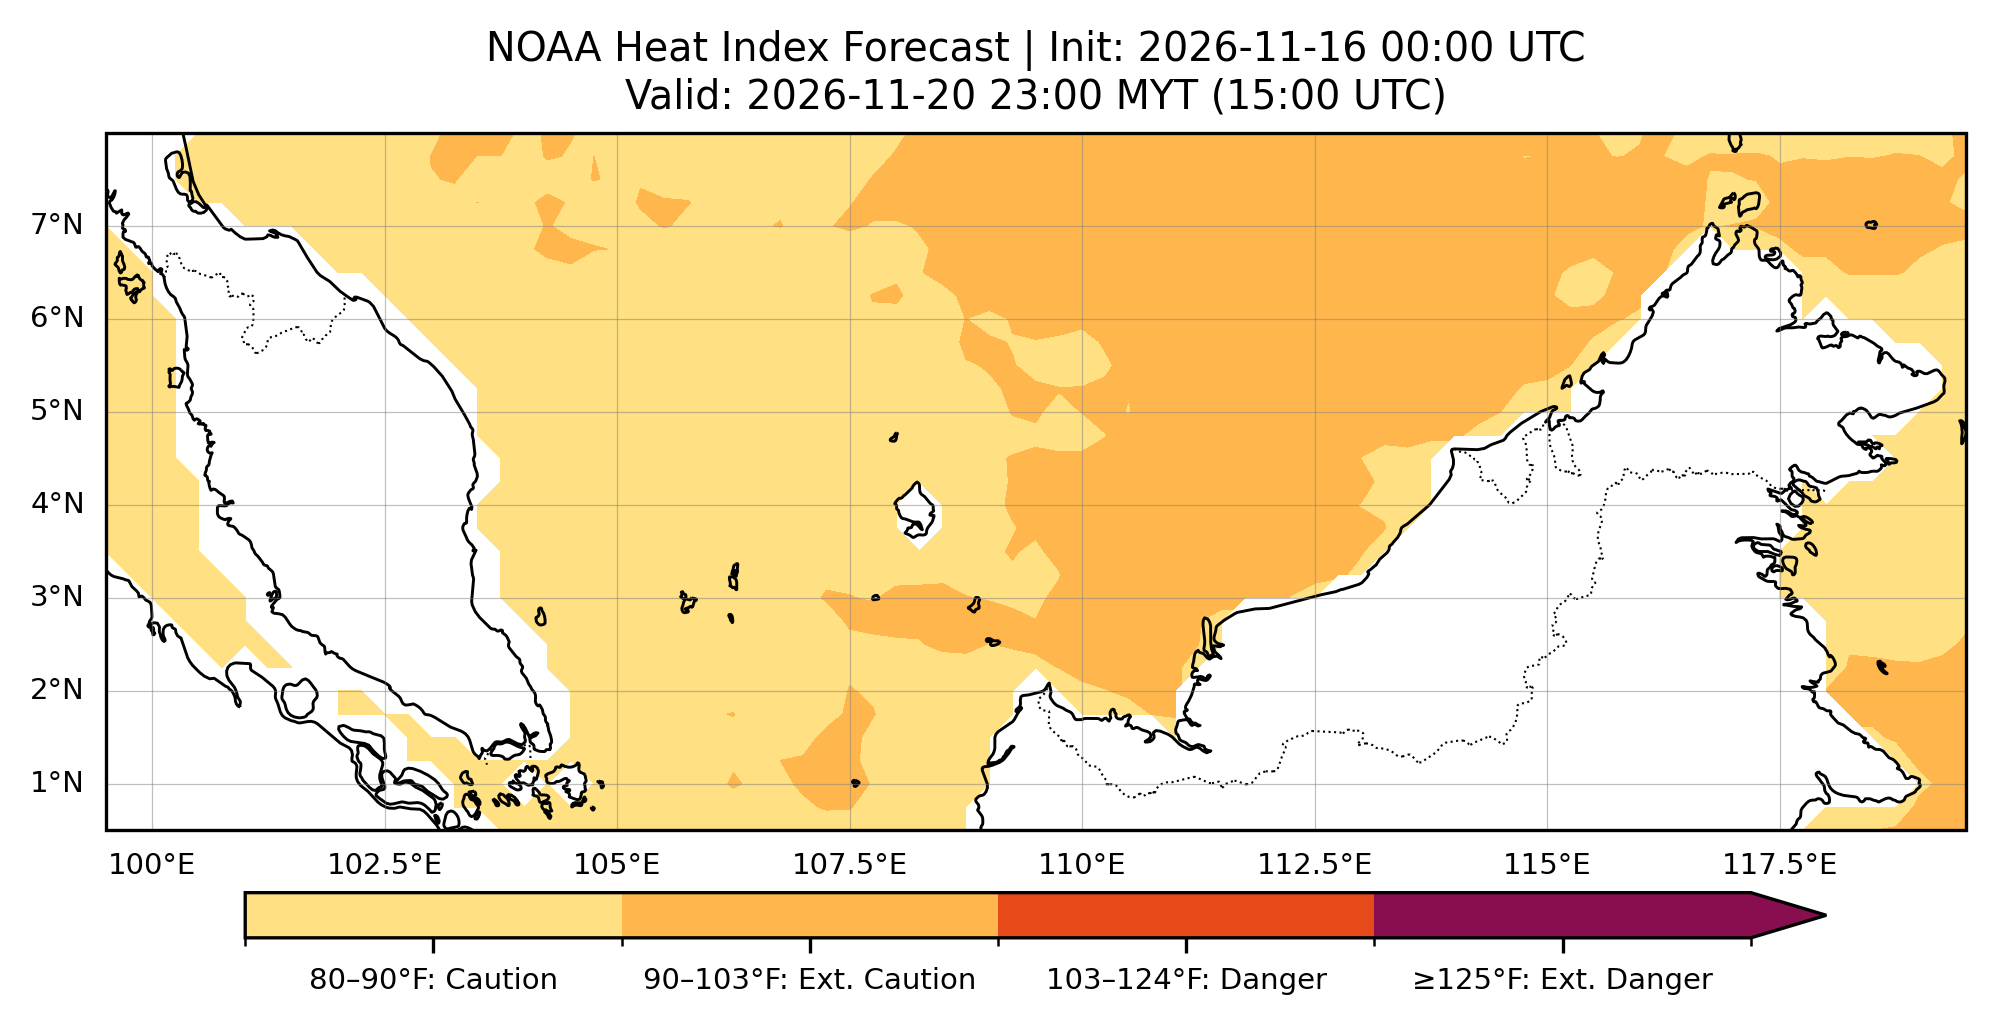 NOAA Heat Index Forecast | Init: 2026-11-16 00:00 UTC
Valid: 2026-11-20 23:00 MYT (15:00 UTC)
7°N
6°N
5°N
4°N
3°N
2°N
1°N
100°E 102.5°E 105°E 107.5°E 110°E 112.5°E 115°E 117.5°E
80–90°F: Caution 90–103°F: Ext. Caution 103–124°F: Danger ≥125°F: Ext. Danger